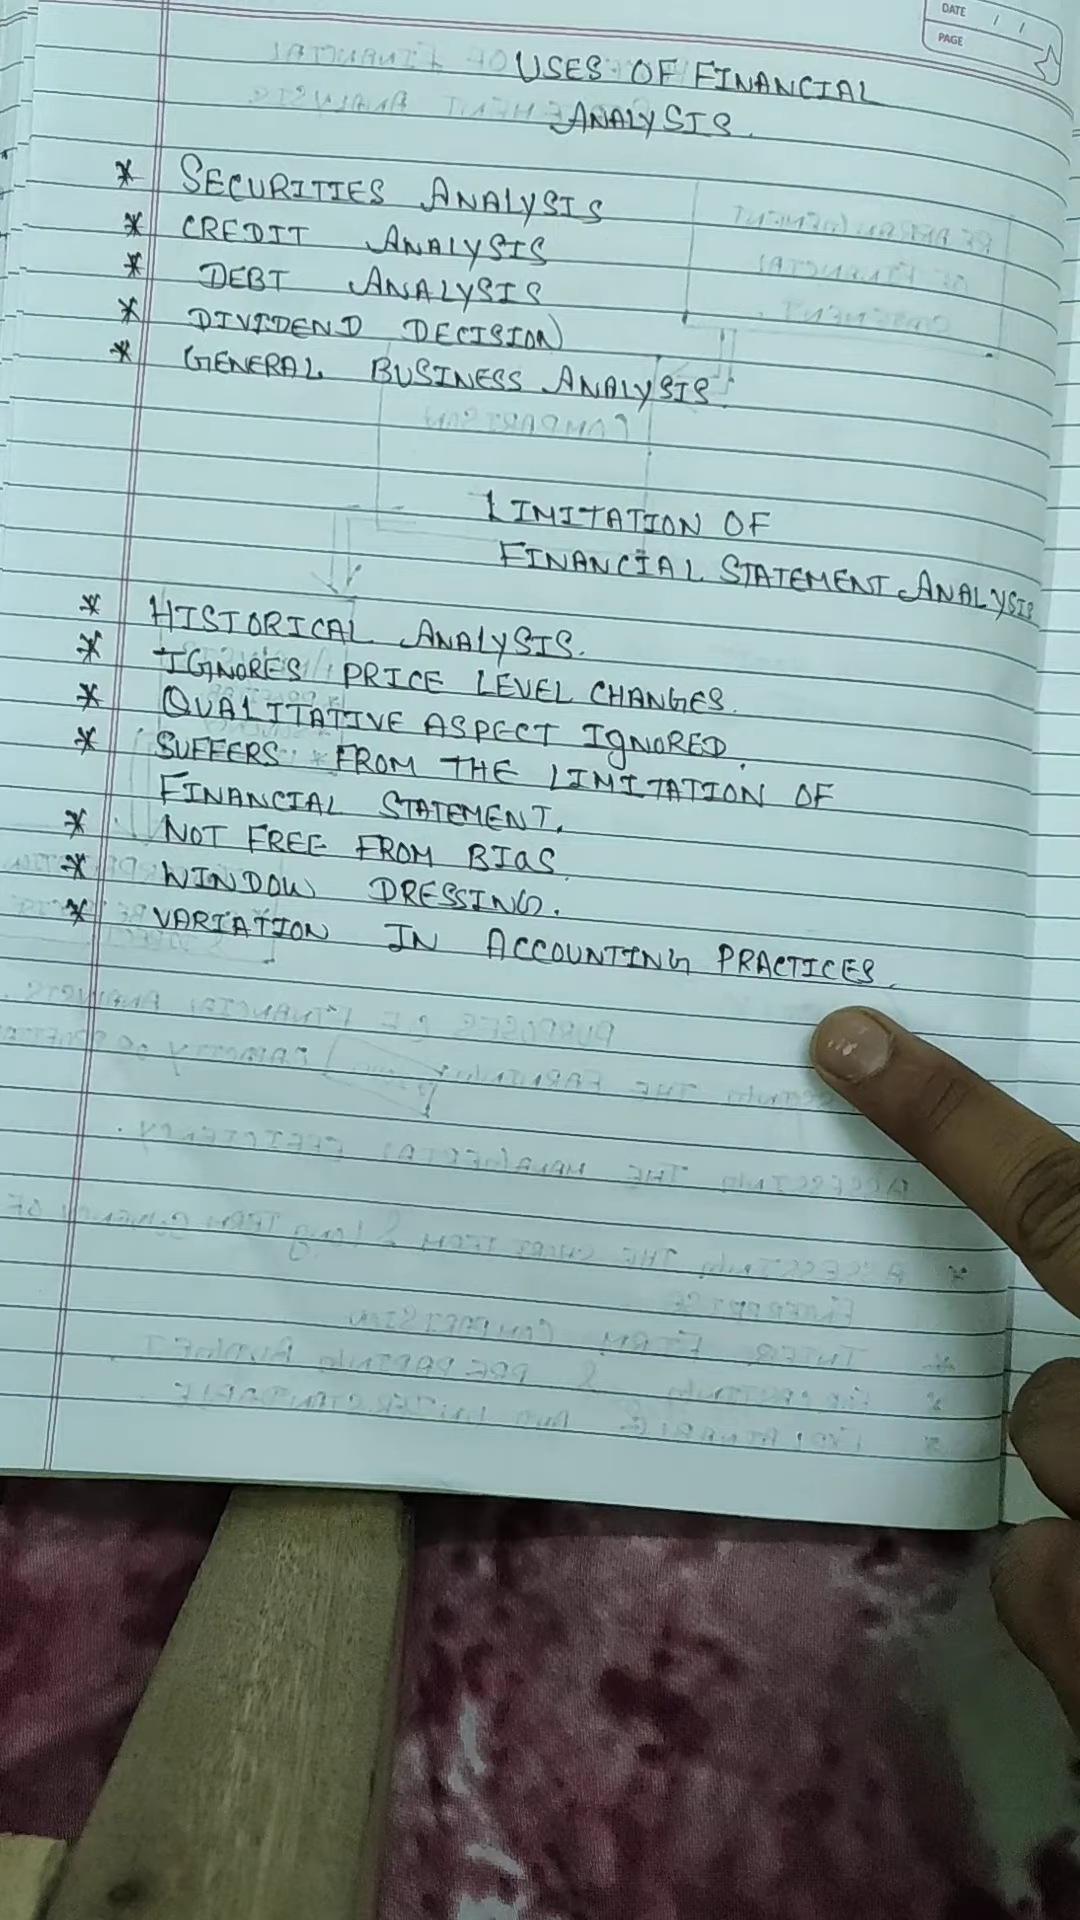 DATE / /
PAGE
USES OF FINANCIAL
ANALYSIS.
* SECURITIES ANALYSIS
* CREDIT ANALYSIS
* DEBT ANALYSIS
* DIVIDEND DECISION
* GENERAL BUSINESS ANALYSIS.
LIMITATION OF
FINANCIAL STATEMENT ANALYSIS
* HISTORICAL ANALYSIS.
* IGNORES PRICE LEVEL CHANGES.
* QUALITATIVE ASPECT IGNORED.
* SUFFERS FROM THE LIMITATION OF
FINANCIAL STATEMENT.
* NOT FREE FROM BIAS.
* WINDOW DRESSING.
* VARIATION IN ACCOUNTING PRACTICES.